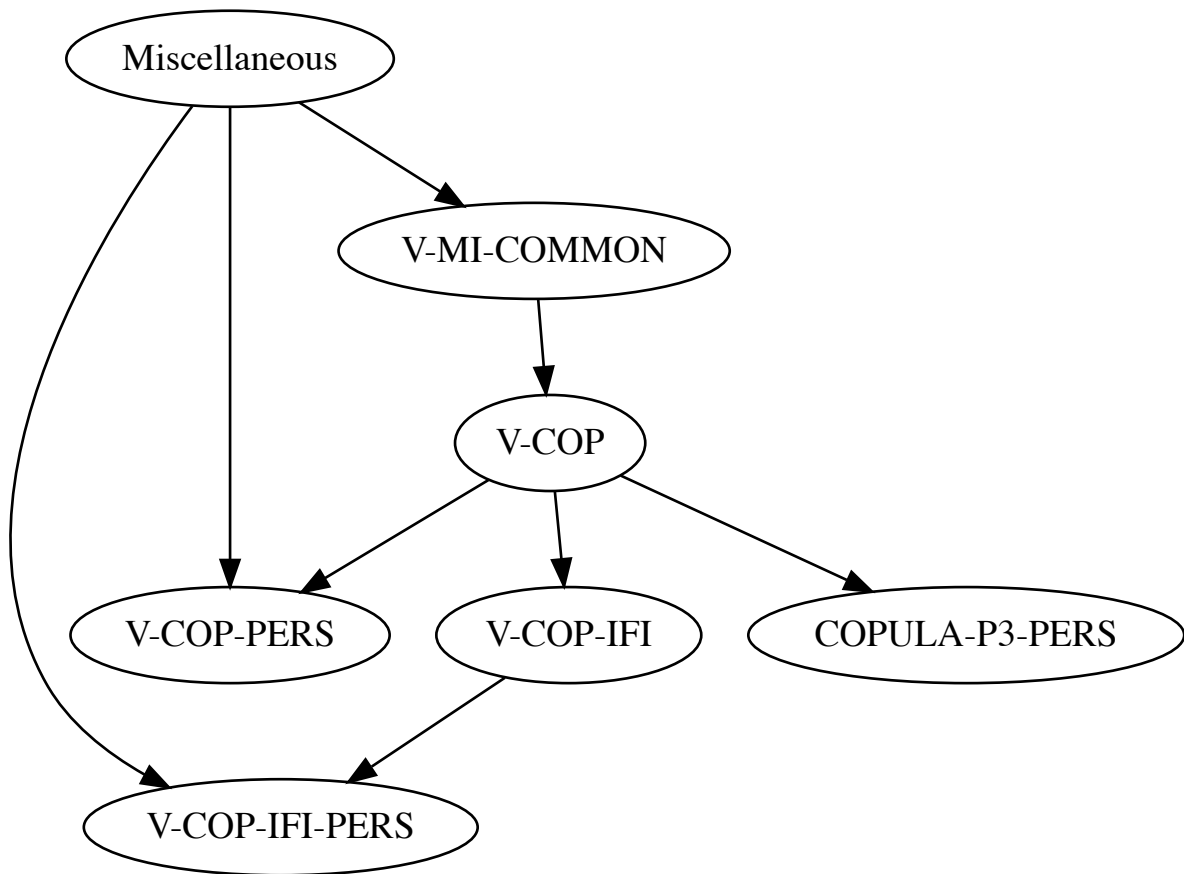 Miscellaneous
V-MI-COMMON
V-COP
V-COP-PERS
V-COP-IFI
COPULA-P3-PERS
V-COP-IFI-PERS